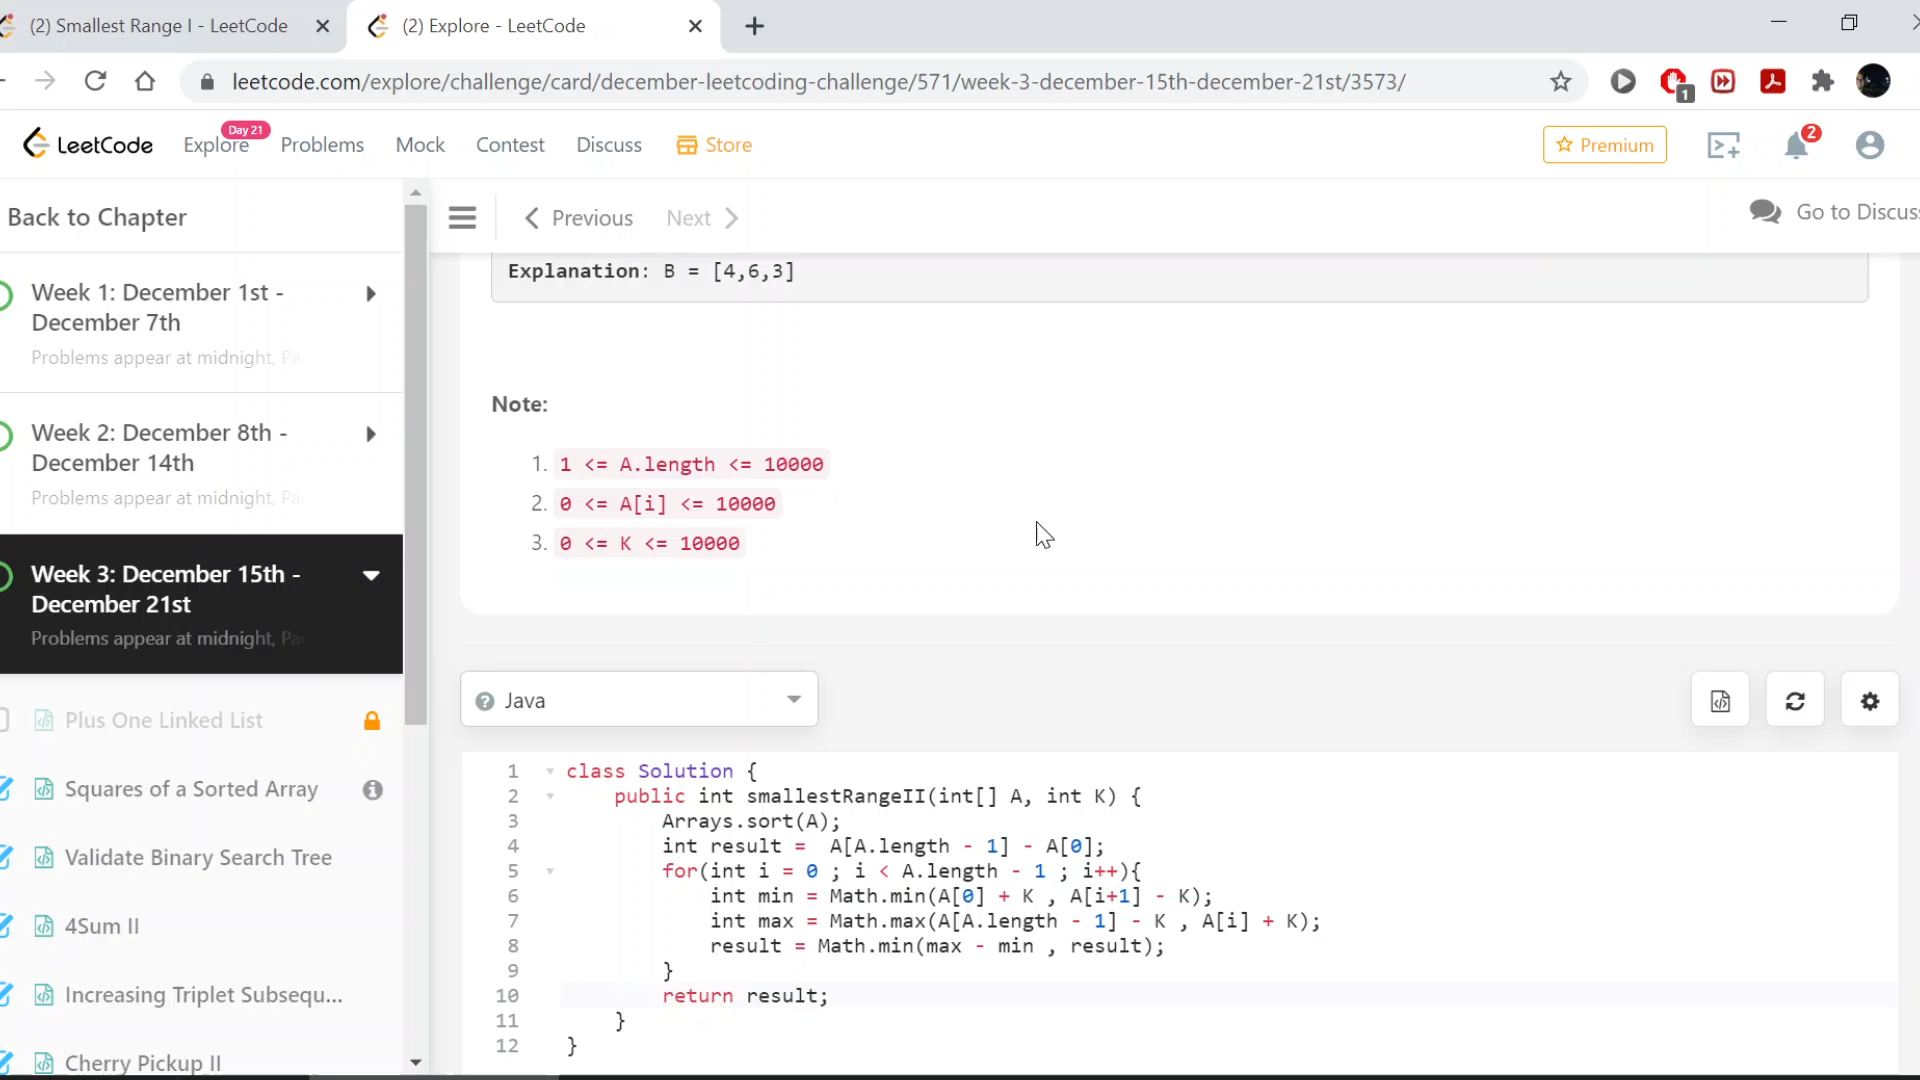 (2) Smallest Range I - LeetCode
(2) Explore - LeetCode
leetcode.com/explore/challenge/card/december-leetcoding-challenge/571/week-3-december-15th-december-21st/3573/
1
LeetCode
Explore
Day 21
Problems
Mock
Contest
Discuss
Store
Premium
2
Back to Chapter
Previous
Next
Go to Discus
Week 1: December 1st -
December 7th
Problems appear at midnight, Pa
Week 2: December 8th -
December 14th
Problems appear at midnight, Pa
Week 3: December 15th -
December 21st
Problems appear at midnight, Pa
Plus One Linked List
Squares of a Sorted Array
Validate Binary Search Tree
4Sum II
Increasing Triplet Subsequ...
Cherry Pickup II
Explanation: B = [4,6,3]
Note:
1. 1 <= A.length <= 10000
2. 0 <= A[i] <= 10000
3. 0 <= K <= 10000
Java
1 class Solution {
2 public int smallestRangeII(int[] A, int K) {
3 Arrays.sort(A);
4 int result =  A[A.length - 1] - A[0];
5 for(int i = 0 ; i < A.length - 1 ; i++){
6 int min = Math.min(A[0] + K , A[i+1] - K);
7 int max = Math.max(A[A.length - 1] - K , A[i] + K);
8 result = Math.min(max - min , result);
9 }
10 return result;
11 }
12 }